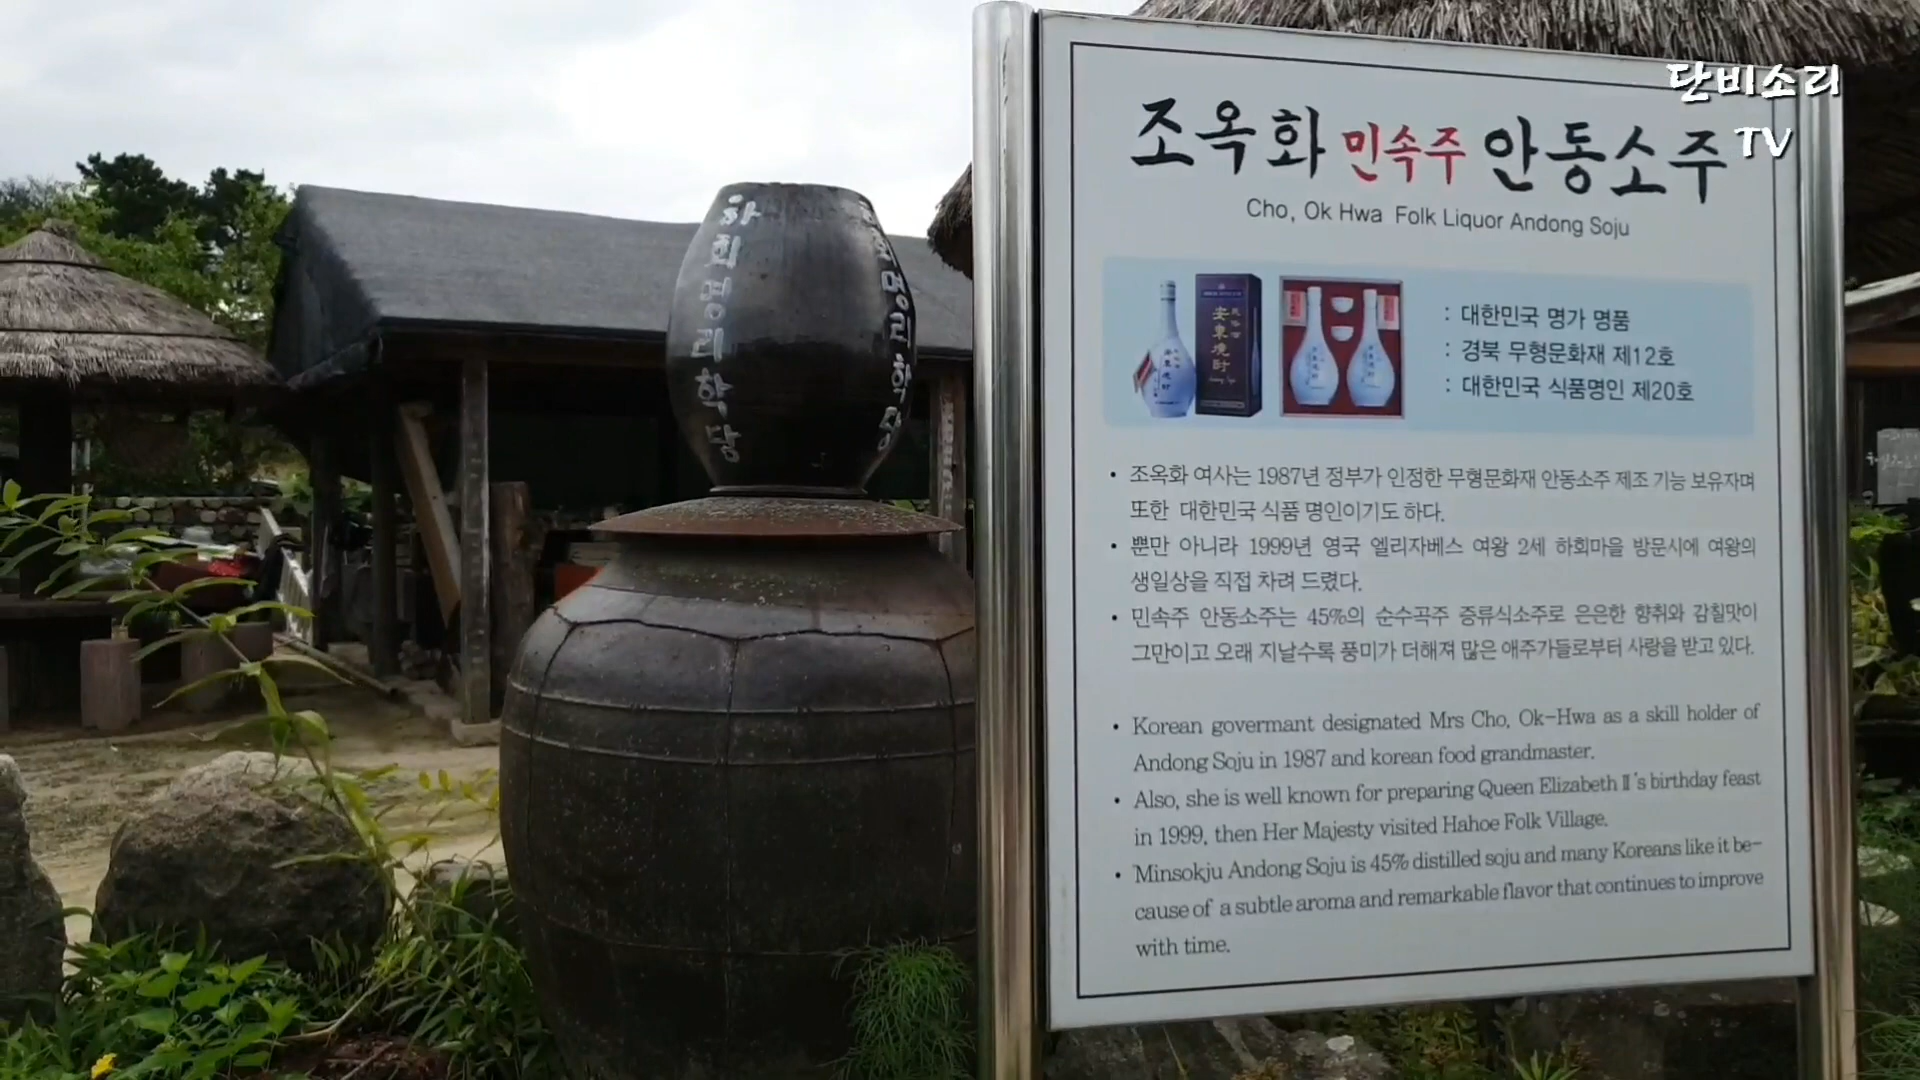 단비소리
TV
조옥화 민속주 안동소주
Cho, Ok Hwa Folk Liquor Andong Soju
: 대한민국 명가 명품
: 경북 무형문화재 제12호
: 대한민국 식품명인 제20호
• 조옥화 여사는 1987년 정부가 인정한 무형문화재 안동소주 제조 기능 보유자며
또한 대한민국 식품 명인이기도 하다.
• 뿐만 아니라 1999년 영국 엘리자베스 여왕 2세 하회마을 방문시에 여왕의
생일상을 직접 차려 드렸다.
• 민속주 안동소주는 45%의 순수곡주 증류식소주로 은은한 향취와 감칠맛이
그만이고 오래 지날수록 풍미가 더해져 많은 애주가들로부터 사랑을 받고 있다.
• Korean govermant designated Mrs Cho, Ok-Hwa as a skill holder of
Andong Soju in 1987 and korean food grandmaster.
• Also, she is well known for preparing Queen Elizabeth Ⅱ's birthday feast
in 1999, then Her Majesty visited Hahoe Folk Village.
• Minsokju Andong Soju is 45% distilled soju and many Koreans like it be-
cause of a subtle aroma and remarkable flavor that continues to improve
with time.
하회명리학당
하회명리학당
安東燒酎